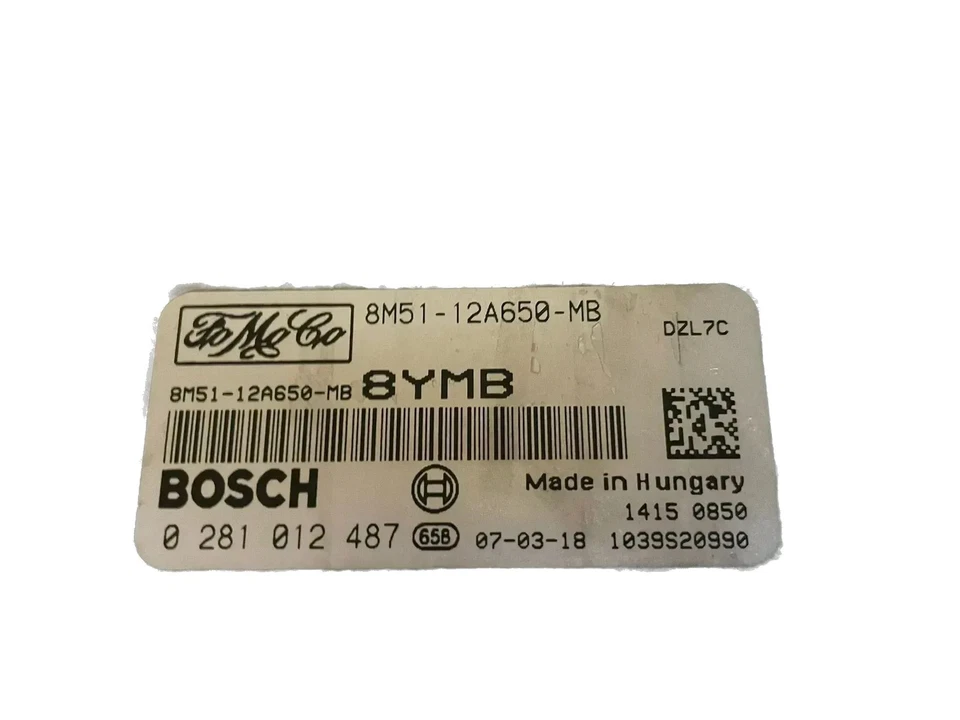 FoMoCo 8M51-12A650-MB DZL7C
8M51-12A650-MB 8YMB
BOSCH Made in Hungary
1415 0850
0 281 012 487 658 07-03-18 1039S20990